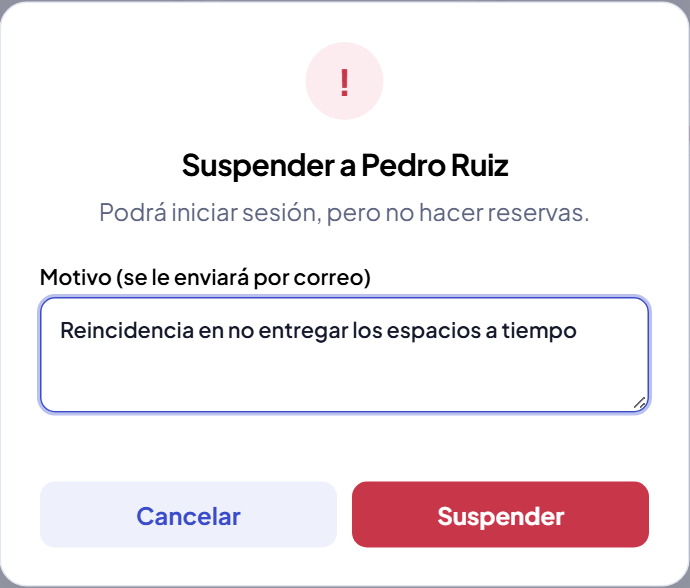 !
Suspender a Pedro Ruiz
Podrá iniciar sesión, pero no hacer reservas.
Motivo (se le enviará por correo)
Reincidencia en no entregar los espacios a tiempo
Cancelar
Suspender